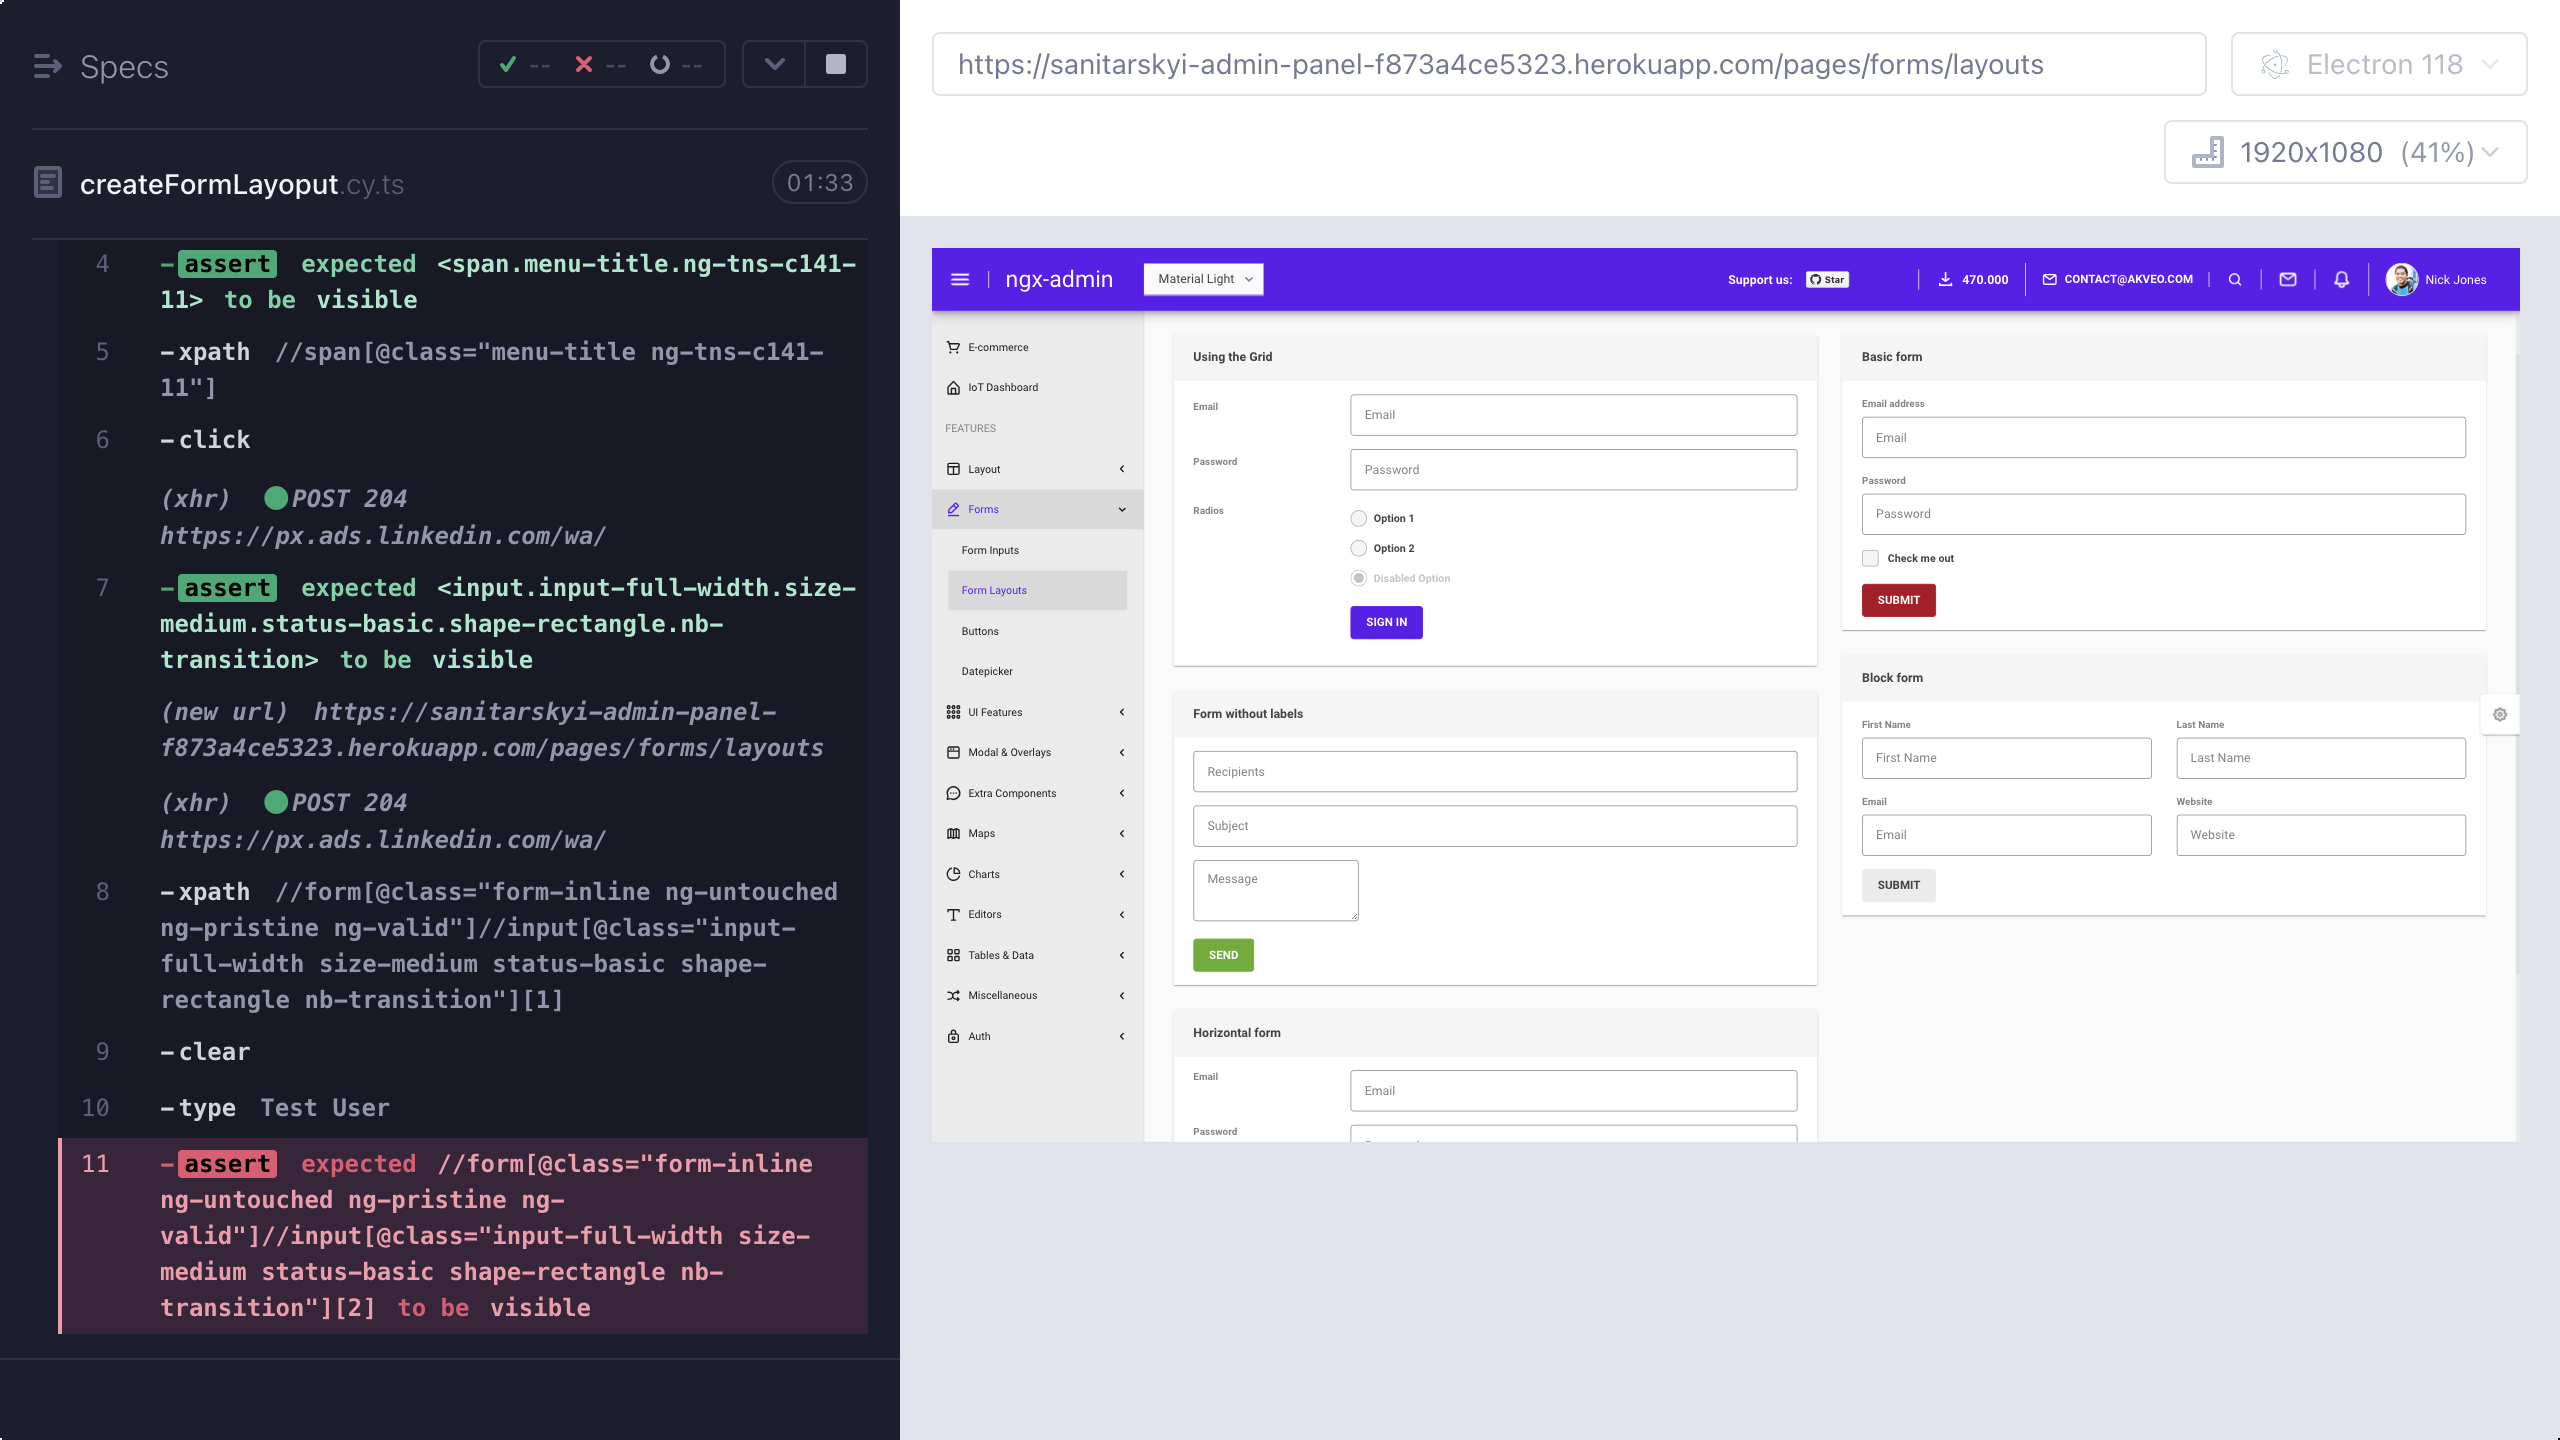 Specs
-- -- --
createFormLayoput.cy.ts
01:33
4 -assert expected <span.menu-title.ng-tns-c141-
11> to be visible
5 -xpath //span[@class="menu-title ng-tns-c141-
11"]
6 -click
(xhr) POST 204
https://px.ads.linkedin.com/wa/
7 -assert expected <input.input-full-width.size-
medium.status-basic.shape-rectangle.nb-
transition> to be visible
(new url) https://sanitarskyi-admin-panel-
f873a4ce5323.herokuapp.com/pages/forms/layouts
(xhr) POST 204
https://px.ads.linkedin.com/wa/
8 -xpath //form[@class="form-inline ng-untouched
ng-pristine ng-valid"]//input[@class="input-
full-width size-medium status-basic shape-
rectangle nb-transition"][1]
9 -clear
10 -type Test User
11 -assert expected //form[@class="form-inline
ng-untouched ng-pristine ng-
valid"]//input[@class="input-full-width size-
medium status-basic shape-rectangle nb-
transition"][2] to be visible
https://sanitarskyi-admin-panel-f873a4ce5323.herokuapp.com/pages/forms/layouts
Electron 118
1920x1080 (41%)
ngx-admin
Material Light
Support us:
Star
470.000
CONTACT@AKVEO.COM
Nick Jones
E-commerce
IoT Dashboard
FEATURES
Layout
Forms
Form Inputs
Form Layouts
Buttons
Datepicker
UI Features
Modal & Overlays
Extra Components
Maps
Charts
Editors
Tables & Data
Miscellaneous
Auth
Using the Grid
Email
Email
Password
Password
Radios
Option 1
Option 2
Disabled Option
SIGN IN
Form without labels
Recipients
Subject
Message
SEND
Horizontal form
Email
Email
Password
Basic form
Email address
Email
Password
Password
Check me out
SUBMIT
Block form
First Name
Last Name
First Name
Last Name
Email
Website
Email
Website
SUBMIT